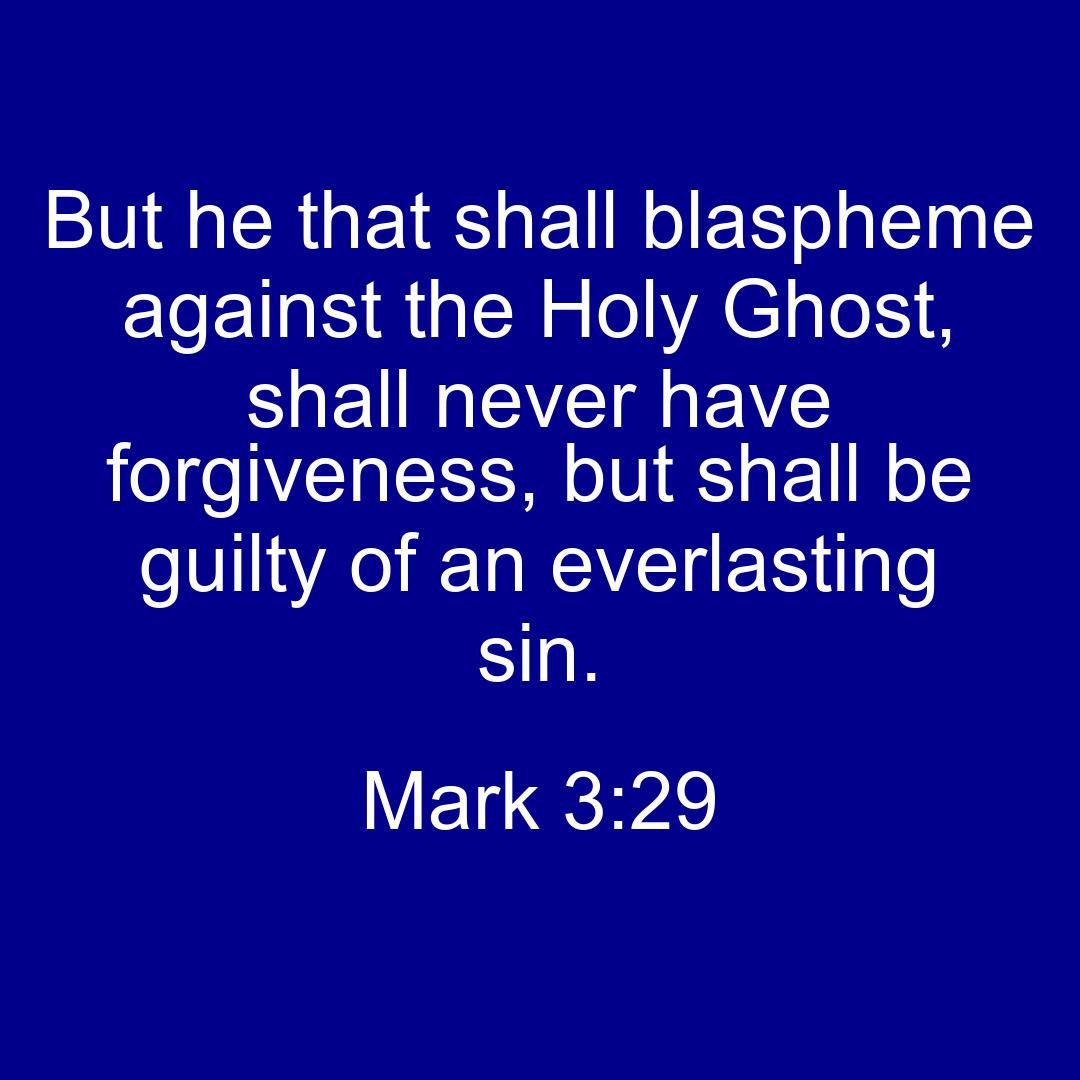 But he that shall blaspheme
against the Holy Ghost,
shall never have
forgiveness, but shall be
guilty of an everlasting
sin.
Mark 3:29